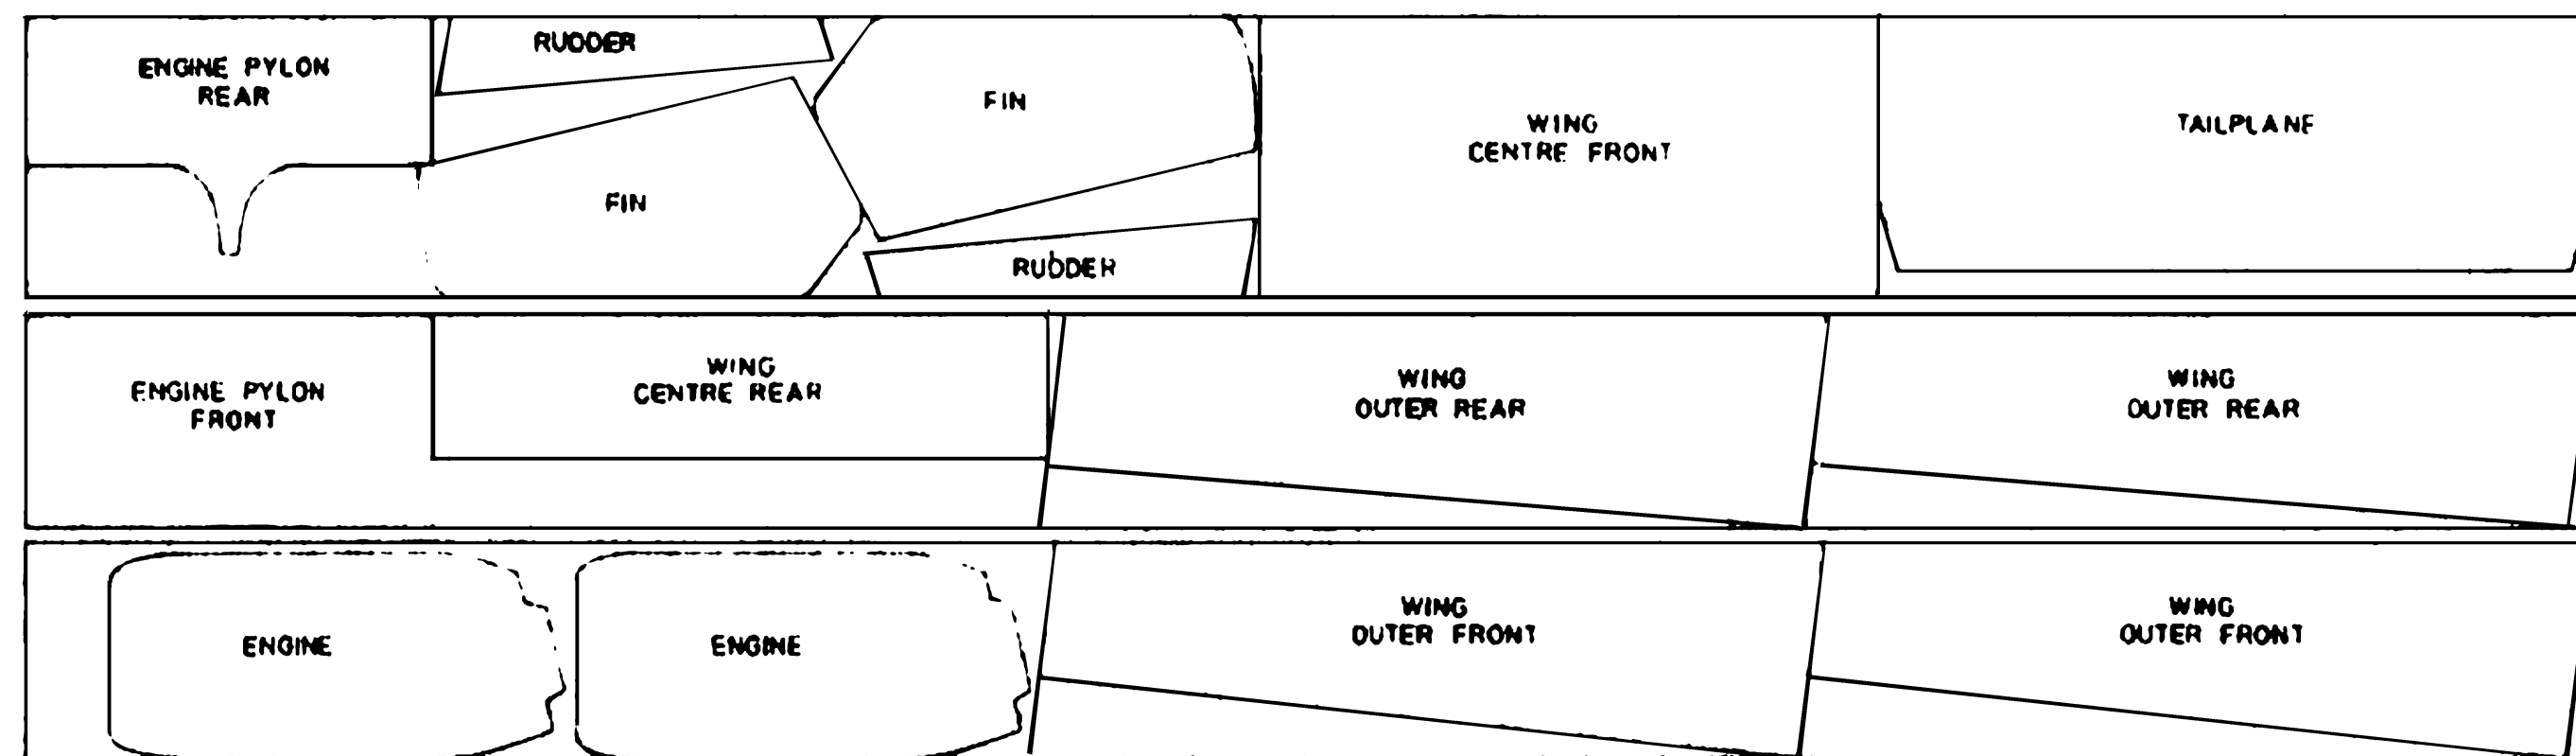 ENGINE PYLON
REAR
RUDDER
FIN
FIN
RUDDER
WING
CENTRE FRONT
TAILPLANE
ENGINE PYLON
FRONT
WING
CENTRE REAR
WING
OUTER REAR
WING
OUTER REAR
ENGINE
ENGINE
WING
OUTER FRONT
WING
OUTER FRONT